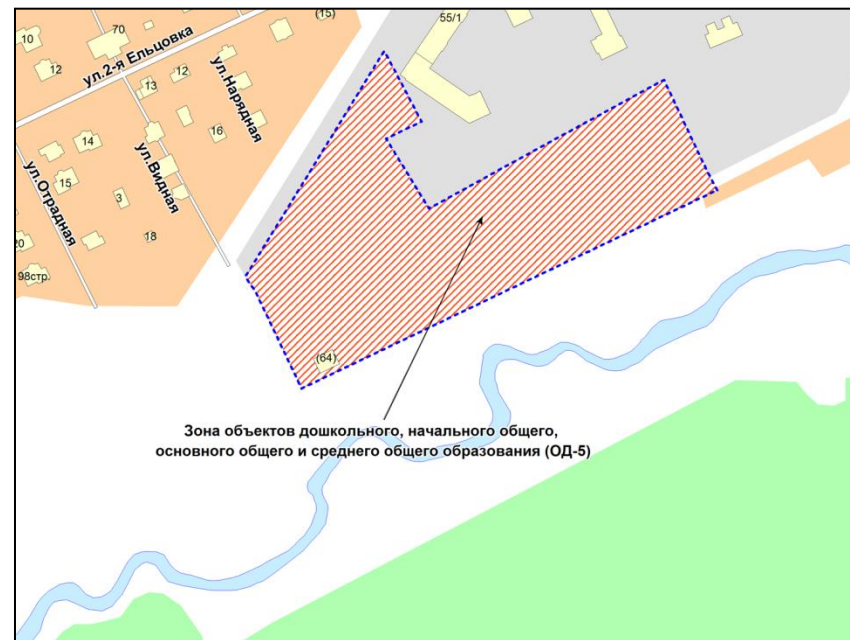 (15)
55/1
70
10
ул.2-я Ельцовка
12
12
13
ул.Нарядная
16
14
ул.Видная
ул.Отрадная
15
3
18
20
98стр.
(64)
Зона объектов дошкольного, начального общего,
основного общего и среднего общего образования (ОД-5)